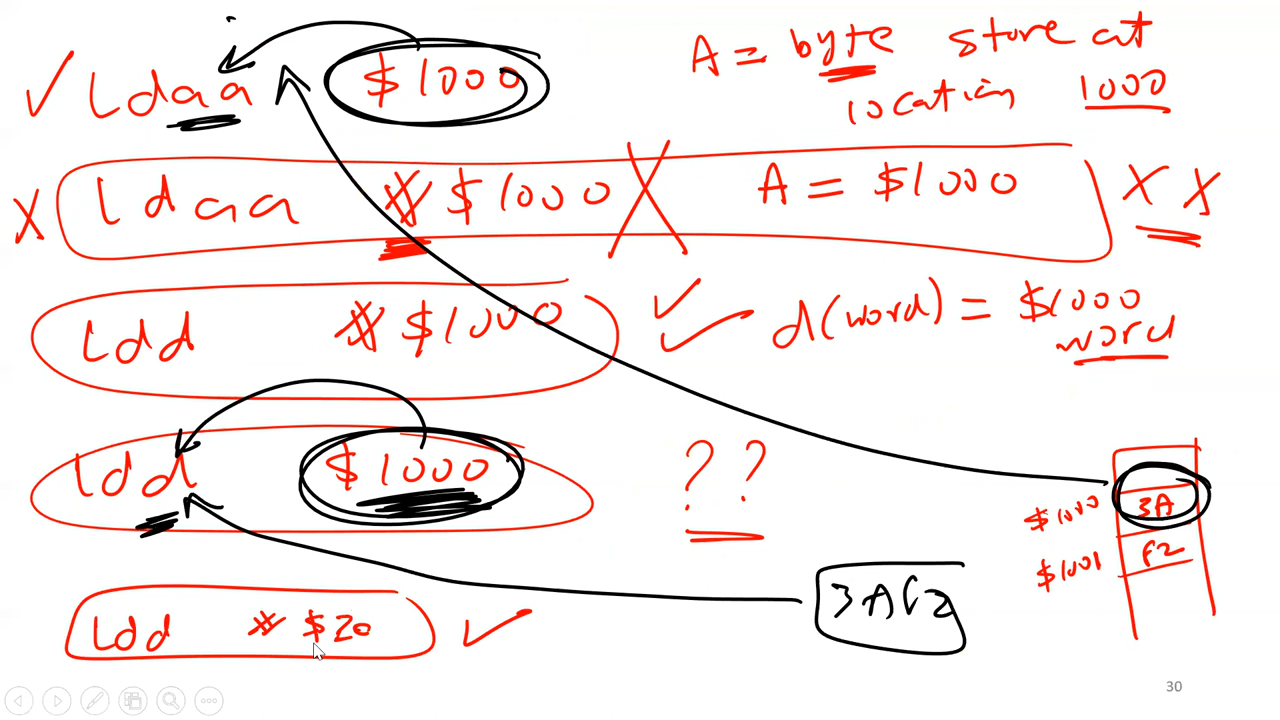 ✓ ldaa $1000 A = byte store at
location 1000
X ldaa #$1000 X A = $1000 X X
ldd #$1000 ✓ d(word) = $1000
word
ldd $1000 ??
$1000 3A
$1001 F2
3AF2
ldd #$20 ✓
30